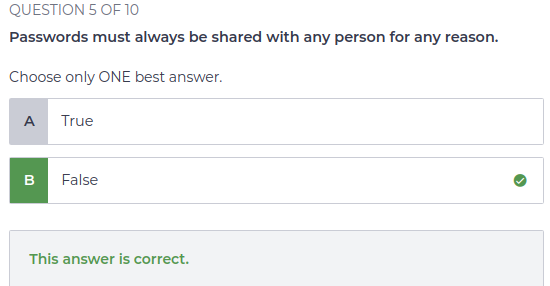 QUESTION 5 OF 10
Passwords must always be shared with any person for any reason.
Choose only ONE best answer.
A True
B False
This answer is correct.